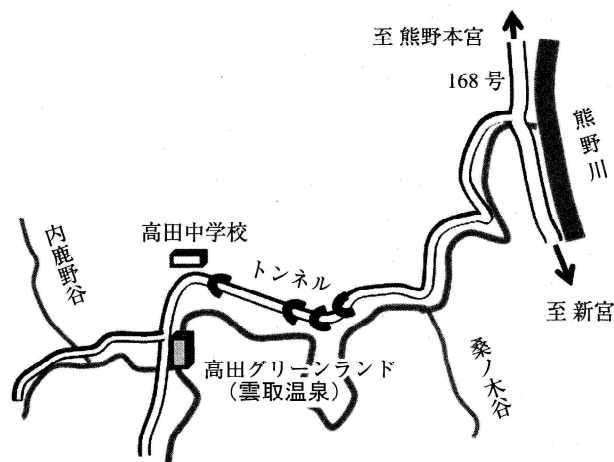 至 熊野本宮
168 号
熊野川
高田中学校
内鹿野谷
トンネル
至 新宮
桑ノ木谷
高田グリーンランド
（雲取温泉）